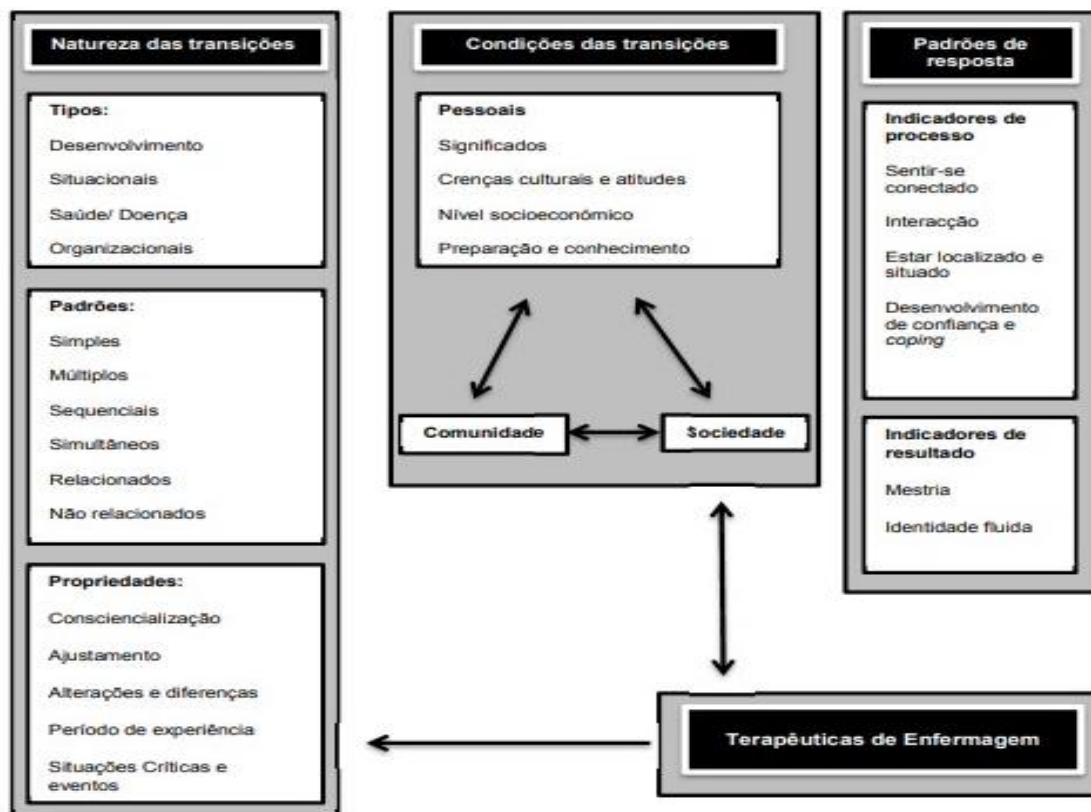 Natureza das transições
Tipos:
Desenvolvimento
Situacionais
Saúde/ Doença
Organizacionais
Padrões:
Simples
Múltiplos
Sequenciais
Simultâneos
Relacionados
Não relacionados
Propriedades:
Consciencialização
Ajustamento
Alterações e diferenças
Período de experiência
Situações Críticas e
eventos
Condições das transições
Pessoais
Significados
Crenças culturais e atitudes
Nível socioeconómico
Preparação e conhecimento
Comunidade
Sociedade
Padrões de
resposta
Indicadores de
processo
Sentir-se
conectado
Interacção
Estar localizado e
situado
Desenvolvimento
de confiança e
coping
Indicadores de
resultado
Mestria
Identidade fluida
Terapêuticas de Enfermagem